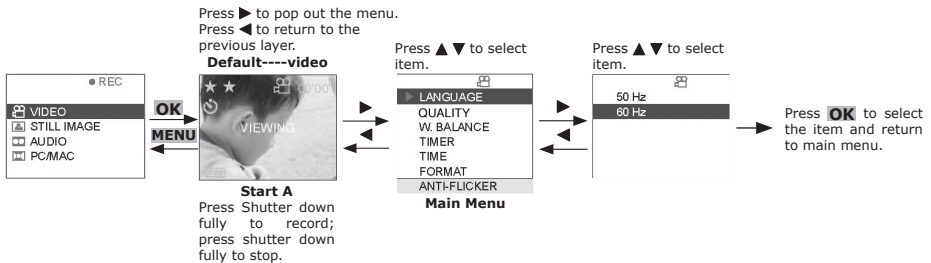 Press ▶ to pop out the menu.
Press ◀ to return to the
previous layer.
Default----video
● REC
VIDEO
STILL IMAGE
AUDIO
PC/MAC
OK
MENU
00'00
VIEWING
Start A
Press Shutter down
fully to record;
press shutter down
fully to stop.
▶
◀
Press ▲ ▼ to select
item.
▶ LANGUAGE
QUALITY
W. BALANCE
TIMER
TIME
FORMAT
ANTI-FLICKER
Main Menu
▶
◀
Press ▲ ▼ to select
item.
50 Hz
60 Hz
Press OK to select
the item and return
to main menu.